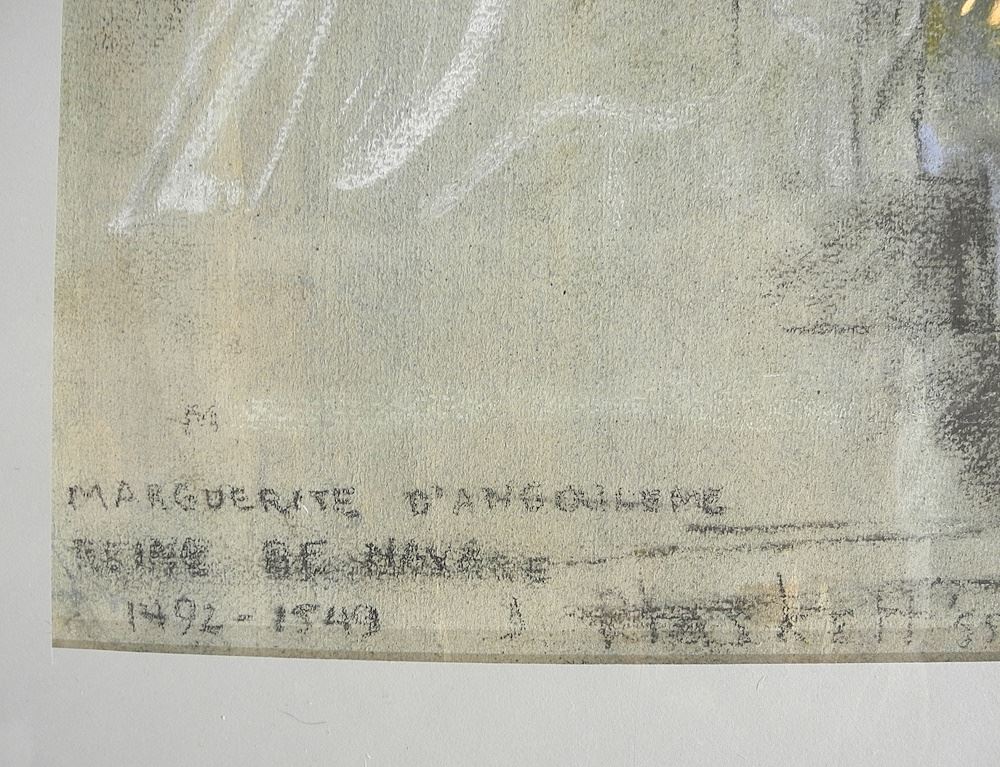 M
MARGUERITE D'ANGOULEME
REINE DE NAVARRE
1492-1549